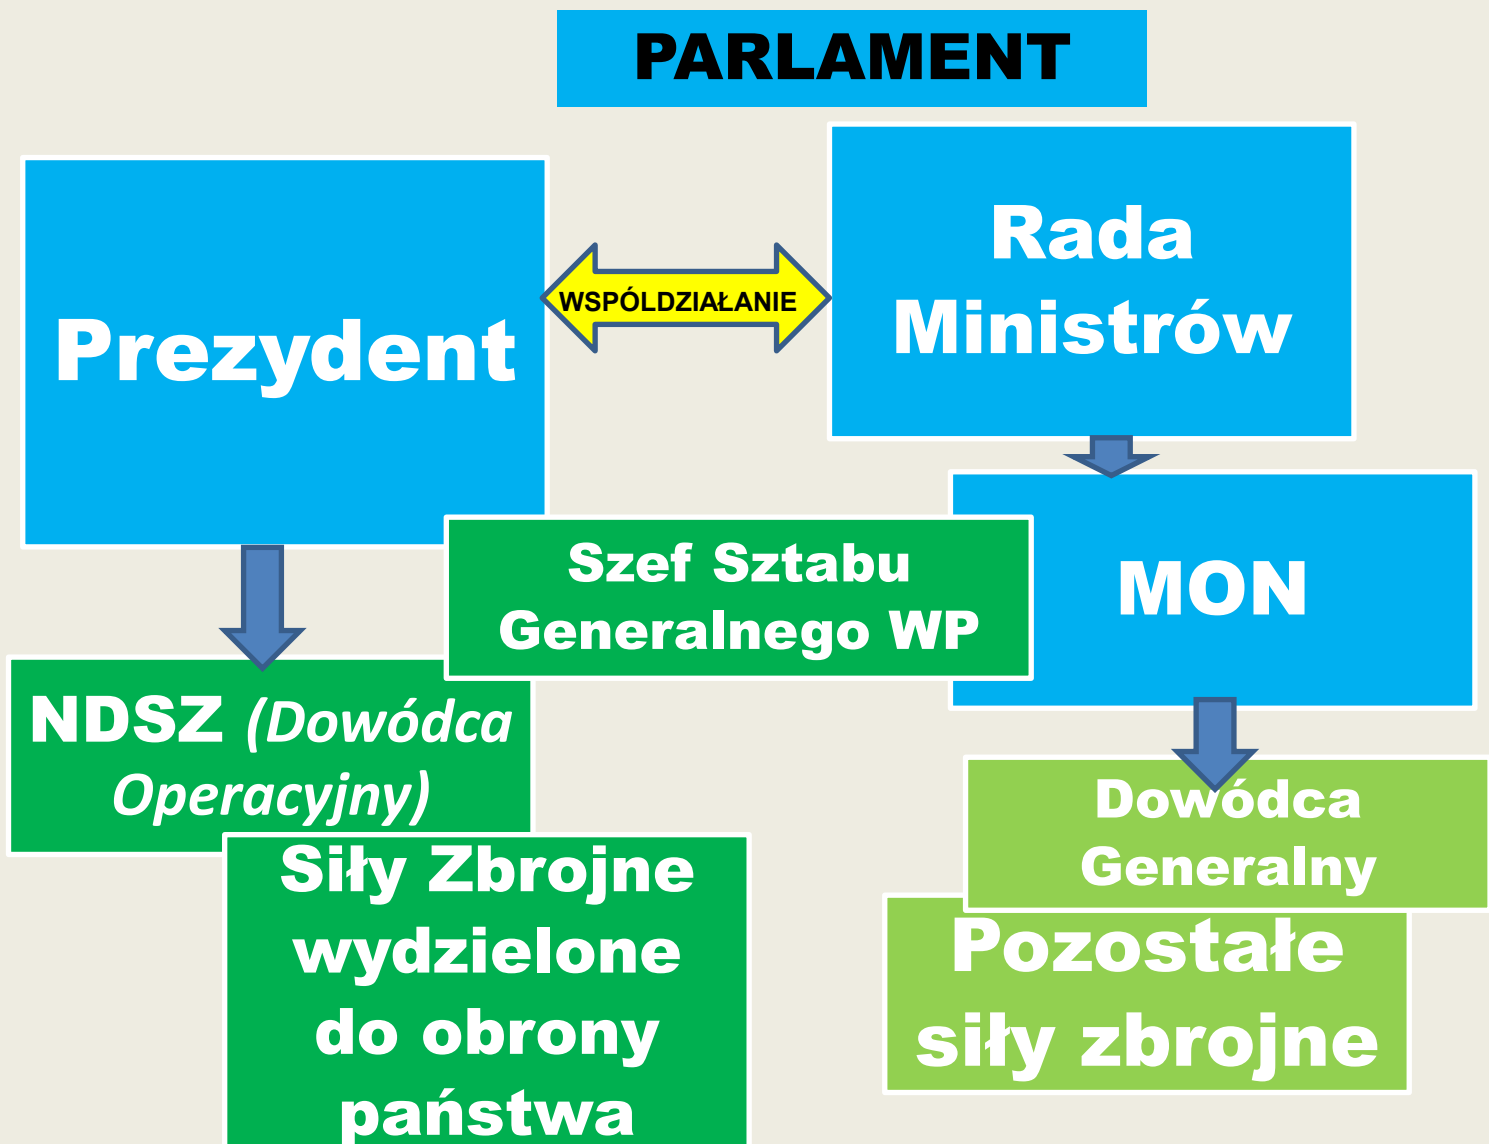 PARLAMENT
Prezydent
WSPÓLDZIAŁANIE
Rada
Ministrów
Szef Sztabu
Generalnego WP
MON
NDSZ (Dowódca
Operacyjny)
Siły Zbrojne
wydzielone
do obrony
państwa
Dowódca
Generalny
Pozostałe
siły zbrojne